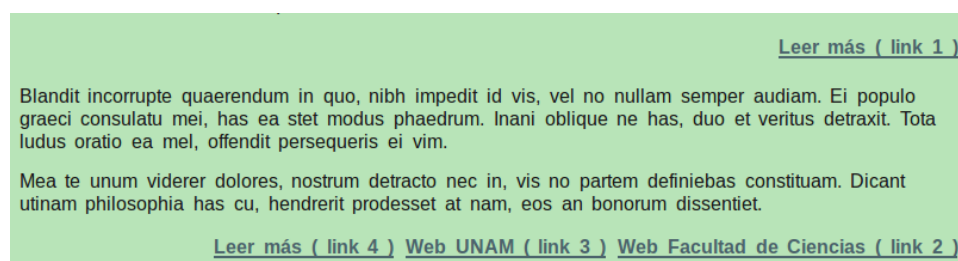 Leer más ( link 1 )
Blandit incorrupte quaerendum in quo, nibh impedit id vis, vel no nullam semper audiam. Ei populo
graeci consulatu mei, has ea stet modus phaedrum. Inani oblique ne has, duo et veritus detraxit. Tota
ludus oratio ea mel, offendit persequeris ei vim.
Mea te unum viderer dolores, nostrum detracto nec in, vis no partem definiebas constituam. Dicant
utinam philosophia has cu, hendrerit prodesset at nam, eos an bonorum dissentiet.
Leer más ( link 4 ) Web UNAM ( link 3 ) Web Facultad de Ciencias ( link 2 )